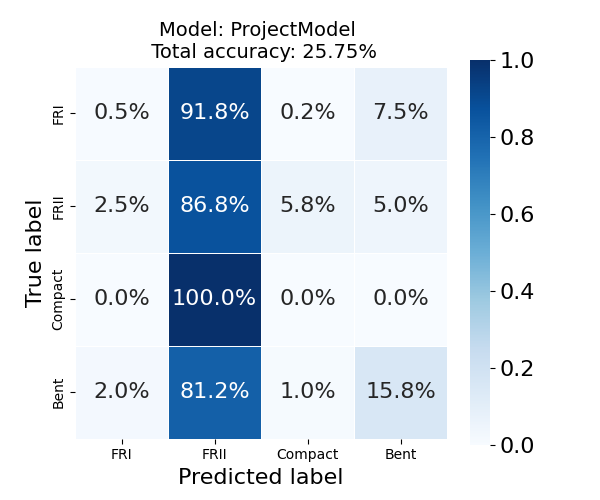 Model: ProjectModel
Total accuracy: 25.75%
1.0
FRI
0.5%
91.8%
0.2%
7.5%
0.8
FRII
2.5%
86.8%
5.8%
5.0%
0.6
True label
Compact
0.0%
100.0%
0.0%
0.0%
0.4
0.2
Bent
2.0%
81.2%
1.0%
15.8%
0.0
FRI
FRII
Compact
Bent
Predicted label